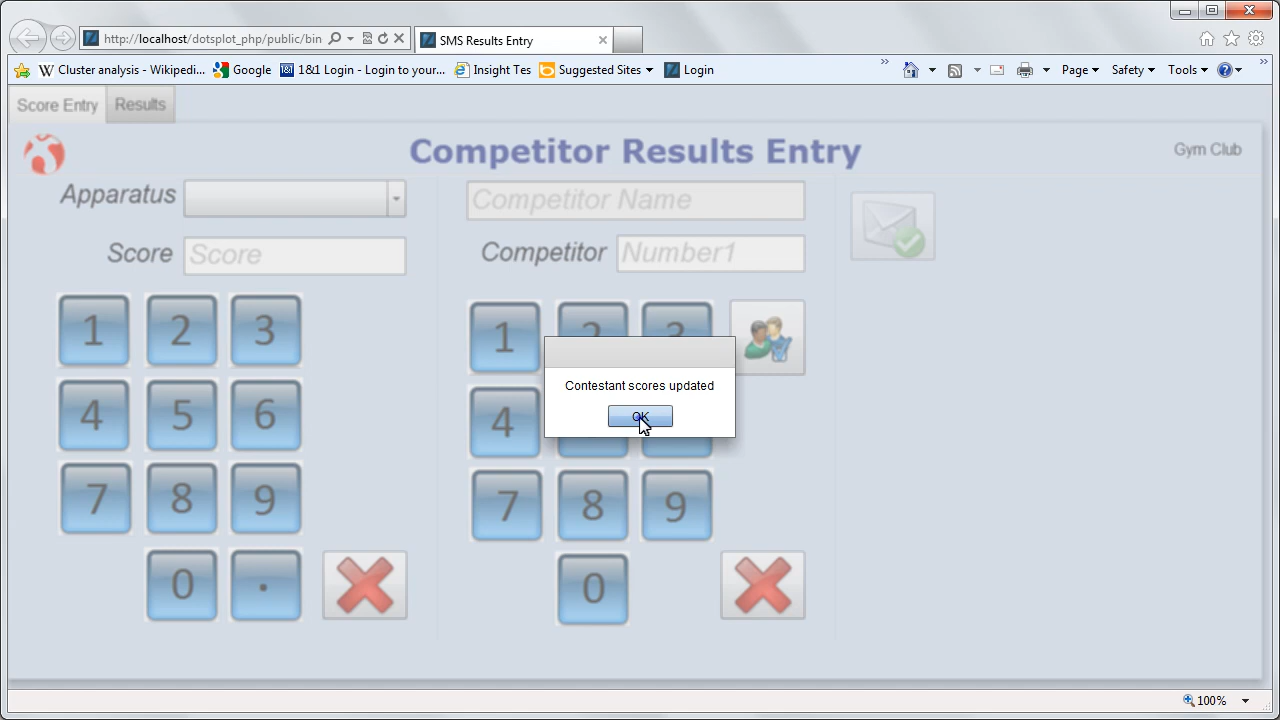 http://localhost/dotsplot_php/public/bin
SMS Results Entry
Cluster analysis - Wikipedi...
Google
1&1 Login - Login to your...
Insight Tes
Suggested Sites
Login
Page
Safety
Tools
Score Entry
Results
Competitor Results Entry
Gym Club
Apparatus
Competitor Name
Score
Score
Competitor
Number1
1 2 3
1 2 3
4 5 6
4
7 8 9
7 8 9
0 .
0
Contestant scores updated
OK
100%